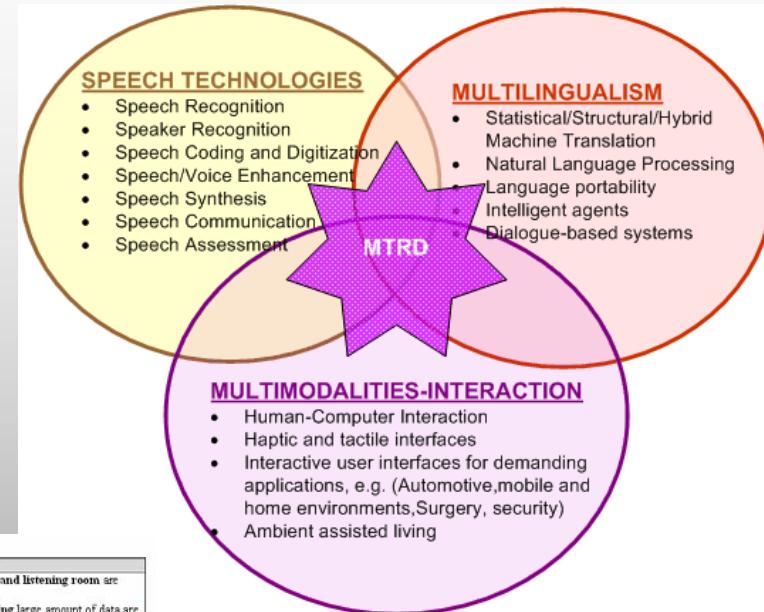 SPEECH TECHNOLOGIES
• Speech Recognition
• Speaker Recognition
• Speech Coding and Digitization
• Speech/Voice Enhancement
• Speech Synthesis
• Speech Communication
• Speech Assessment
MULTILINGUALISM
• Statistical/Structural/Hybrid
Machine Translation
• Natural Language Processing
• Language portability
• Intelligent agents
• Dialogue-based systems
MTRD
MULTIMODALITIES-INTERACTION
• Human-Computer Interaction
• Haptic and tactile interfaces
• Interactive user interfaces for demanding
applications, e.g. (Automotive,mobile and
home environments,Surgery, security)
• Ambient assisted living
and listening room are
ing large amount of data are